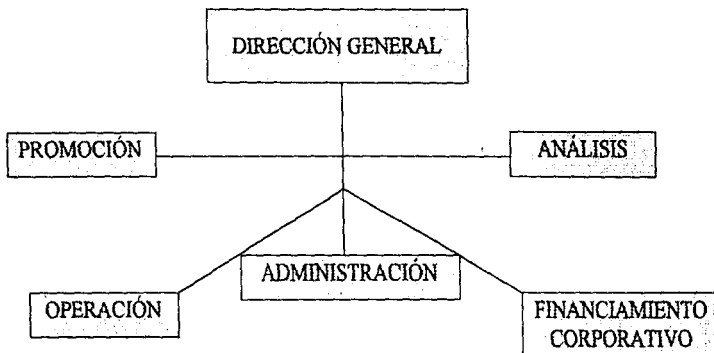 DIRECCIÓN GENERAL
PROMOCIÓN
ANÁLISIS
ADMINISTRACIÓN
OPERACIÓN
FINANCIAMIENTO
CORPORATIVO